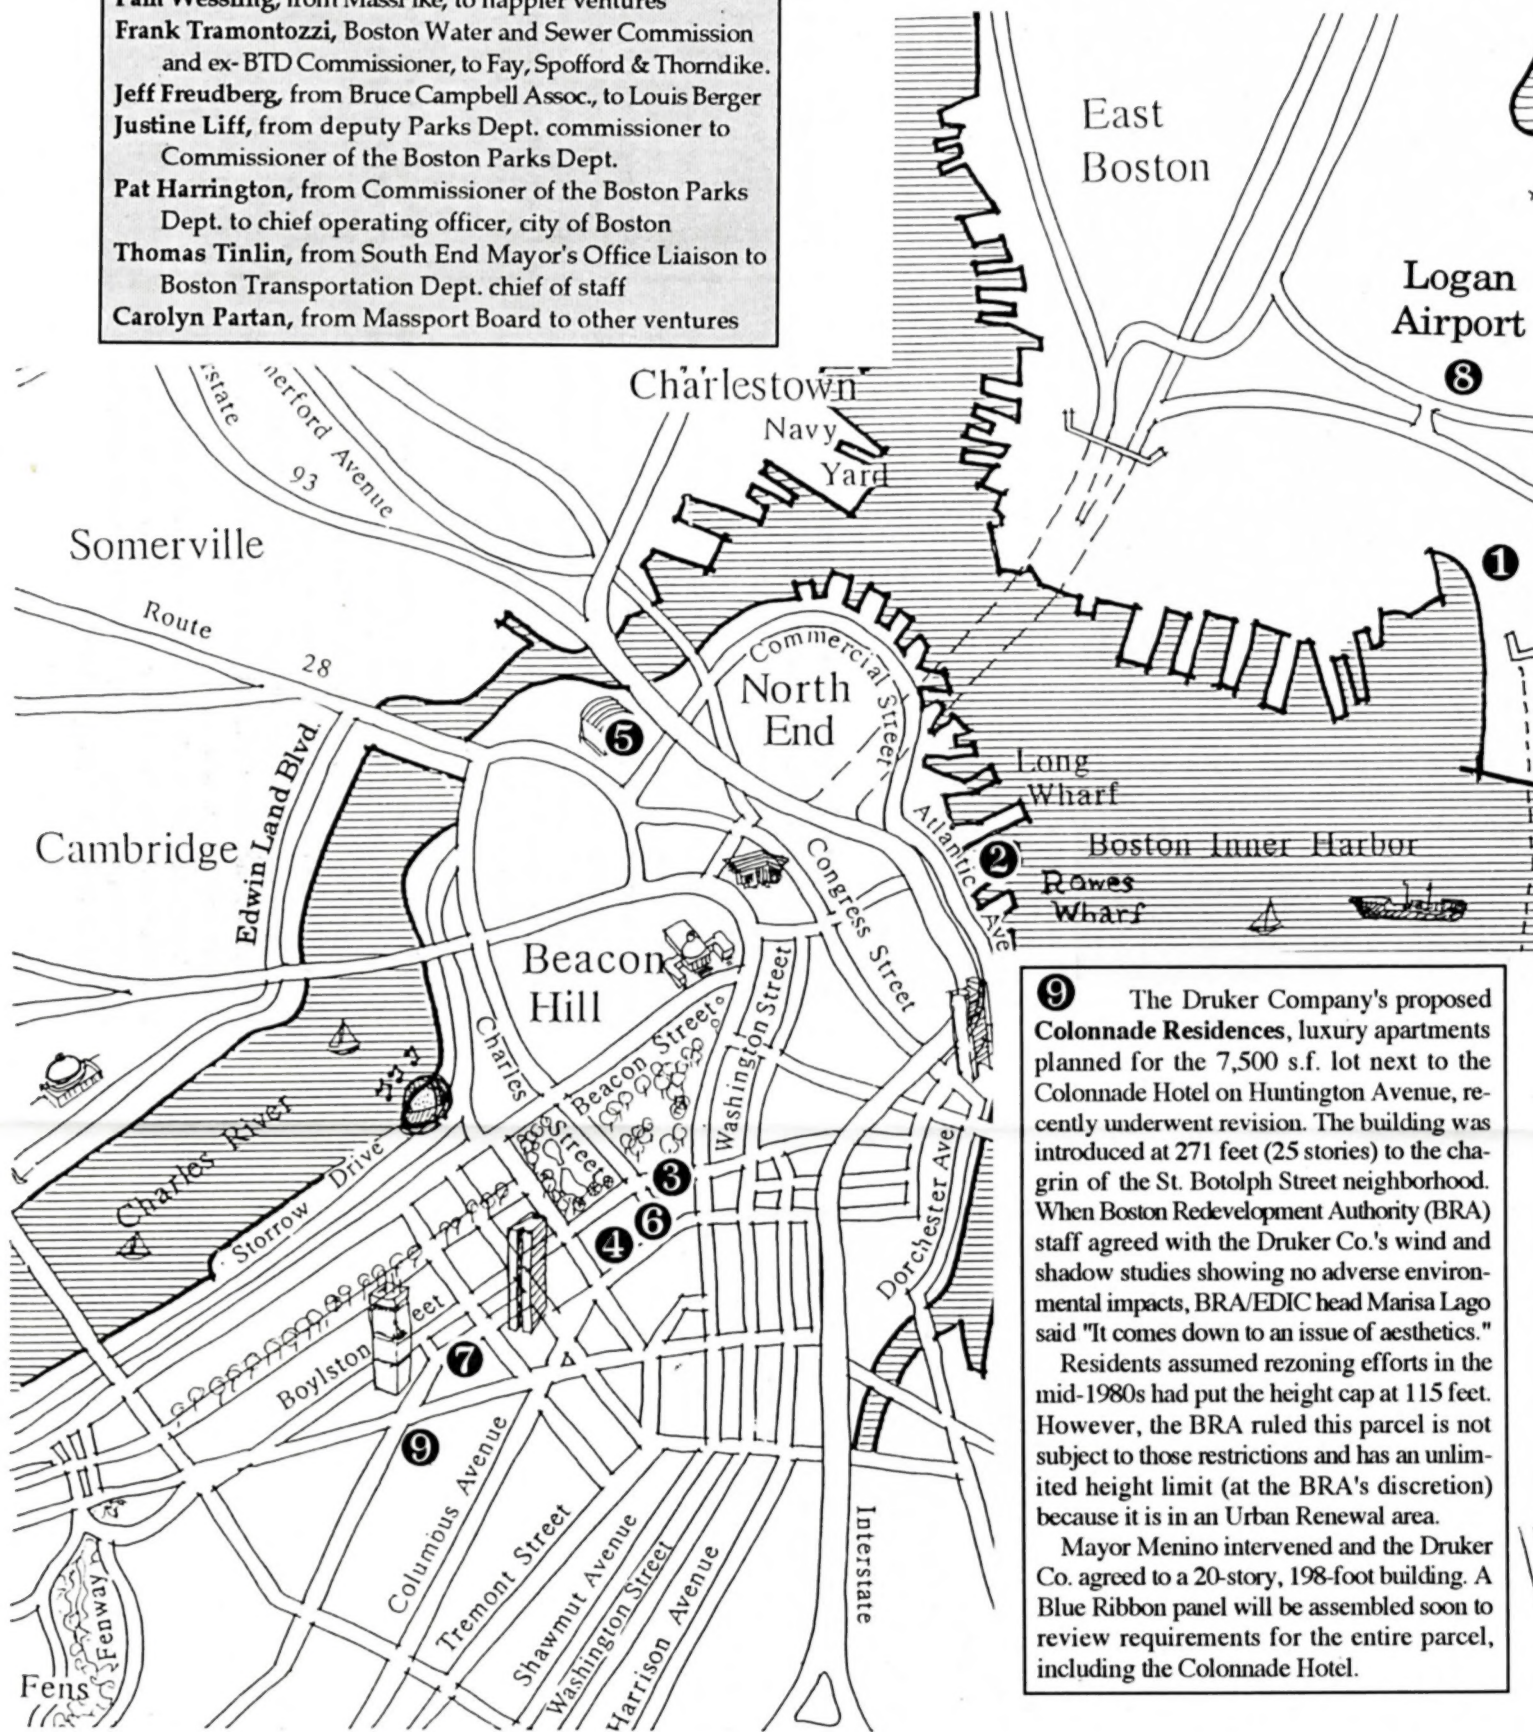 Pam Wessling, from MassPike, to happier ventures
Frank Tramontozzi, Boston Water and Sewer Commission
and ex- BTD Commissioner, to Fay, Spofford & Thorndike.
Jeff Freudberg, from Bruce Campbell Assoc., to Louis Berger
Justine Liff, from deputy Parks Dept. commissioner to
Commissioner of the Boston Parks Dept.
Pat Harrington, from Commissioner of the Boston Parks
Dept. to chief operating officer, city of Boston
Thomas Tinlin, from South End Mayor's Office Liaison to
Boston Transportation Dept. chief of staff
Carolyn Partan, from Massport Board to other ventures
East
Boston
Logan
Airport
8
Charlestown
Navy
Yard
rstate
93
nerford Avenue
Somerville
1
Route
28
Commercial Street
North
End
5
Long
Wharf
Edwin Land Blvd.
Cambridge
Atlantic
Ave
2
Boston Inner Harbor
Rowes
Wharf
Congress Street
Beacon
Hill
Washington Street
Charles
Street
Beacon Street
Charles River
Storrow Drive
3
6
4
Dorchester Ave
Boylston
eet
7
9
Columbus Avenue
Tremont Street
Shawmut Avenue
Washington Street
Harrison Avenue
Interstate
Fenway
Fens
9 The Druker Company's proposed
Colonnade Residences, luxury apartments
planned for the 7,500 s.f. lot next to the
Colonnade Hotel on Huntington Avenue, re-
cently underwent revision. The building was
introduced at 271 feet (25 stories) to the cha-
grin of the St. Botolph Street neighborhood.
When Boston Redevelopment Authority (BRA)
staff agreed with the Druker Co.'s wind and
shadow studies showing no adverse environ-
mental impacts, BRA/EDIC head Marisa Lago
said "It comes down to an issue of aesthetics."
Residents assumed rezoning efforts in the
mid-1980s had put the height cap at 115 feet.
However, the BRA ruled this parcel is not
subject to those restrictions and has an unlim-
ited height limit (at the BRA's discretion)
because it is in an Urban Renewal area.
Mayor Menino intervened and the Druker
Co. agreed to a 20-story, 198-foot building. A
Blue Ribbon panel will be assembled soon to
review requirements for the entire parcel,
including the Colonnade Hotel.